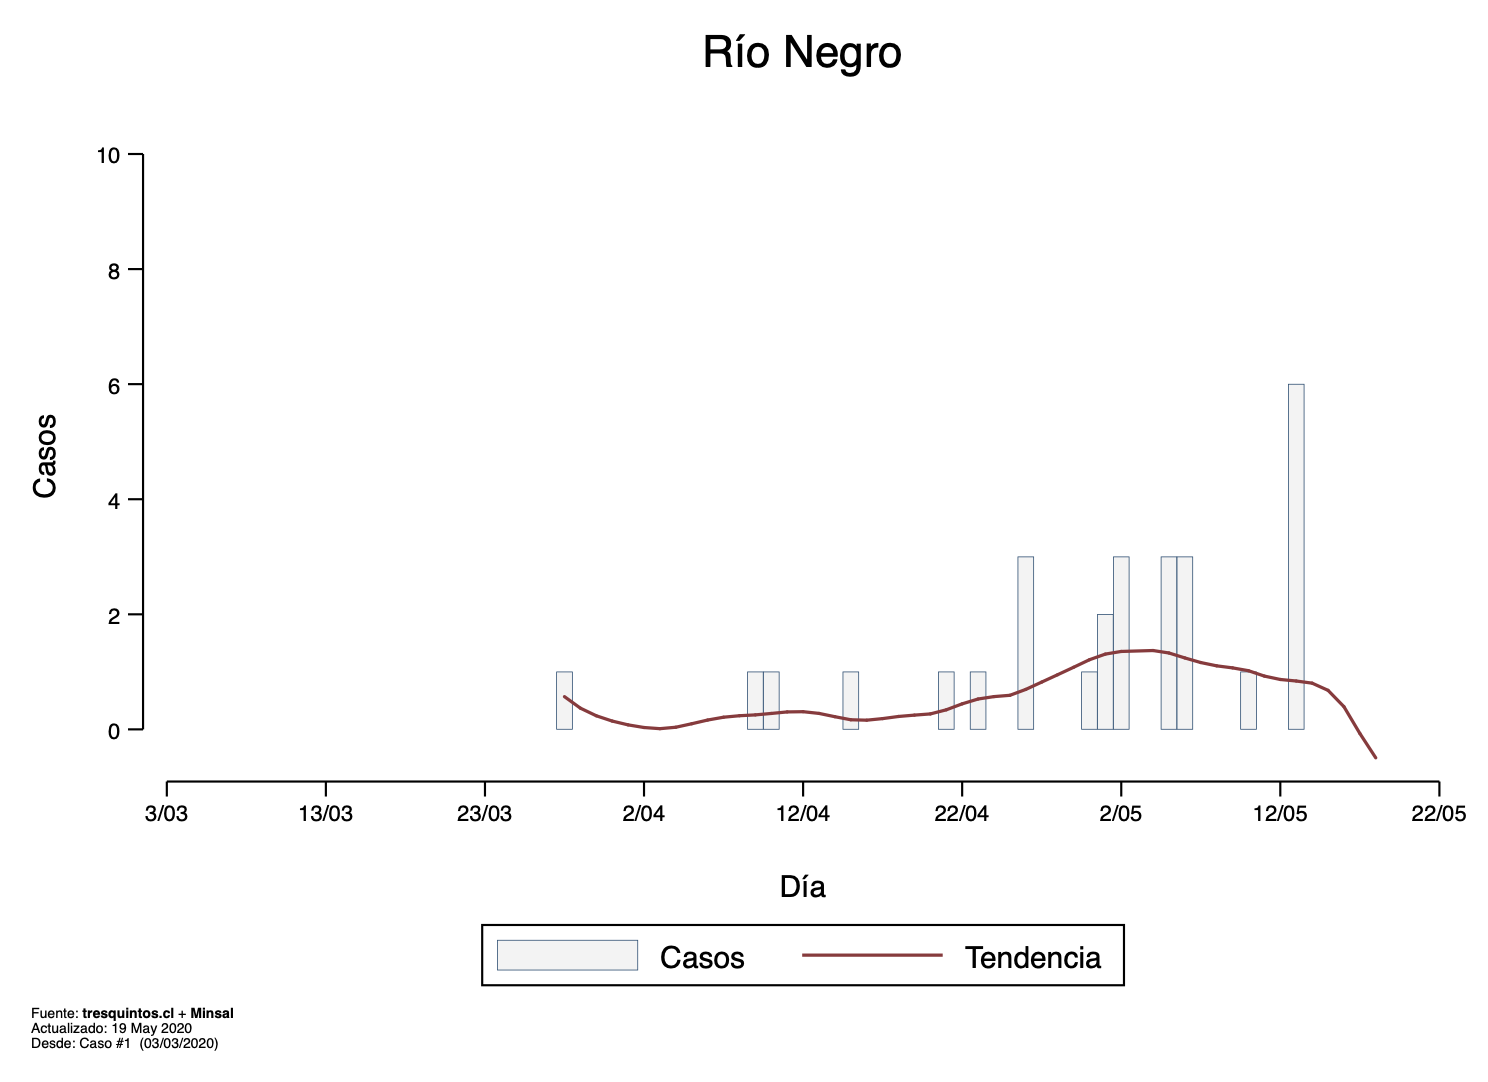 Río Negro
10
8
6
4
2
0
Casos
3/03 13/03 23/03 2/04 12/04 22/04 2/05 12/05 22/05
Día
Casos Tendencia
Fuente: tresquintos.cl + Minsal
Actualizado: 19 May 2020
Desde: Caso #1 (03/03/2020)